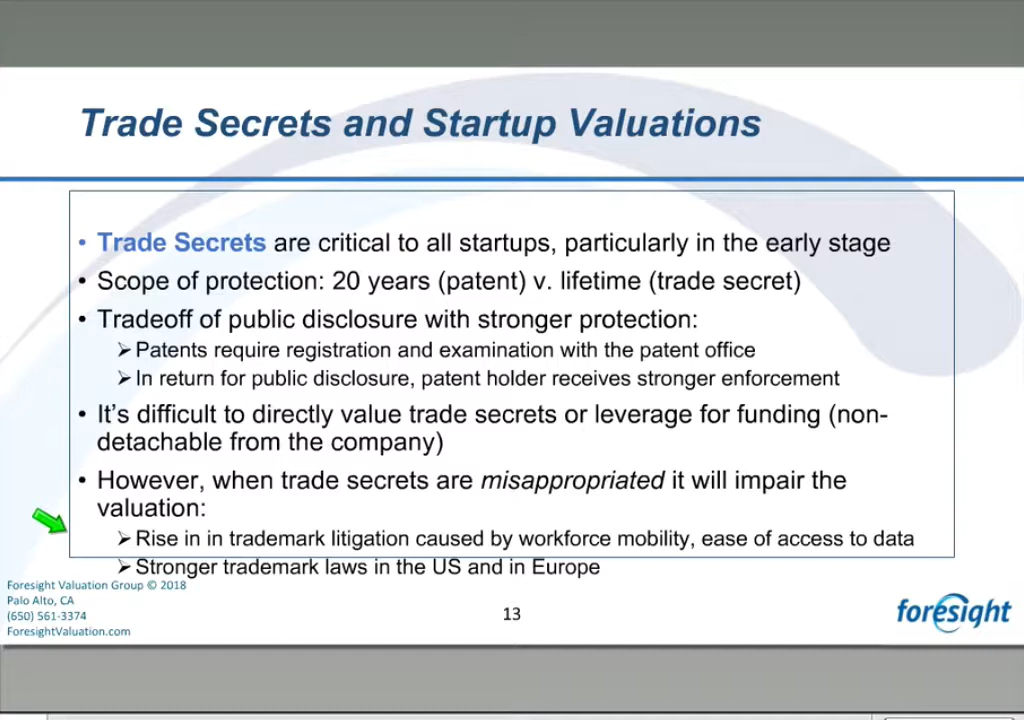 Trade Secrets and Startup Valuations
• Trade Secrets are critical to all startups, particularly in the early stage
• Scope of protection: 20 years (patent) v. lifetime (trade secret)
• Tradeoff of public disclosure with stronger protection:
➢Patents require registration and examination with the patent office
➢In return for public disclosure, patent holder receives stronger enforcement
• It's difficult to directly value trade secrets or leverage for funding (non-
detachable from the company)
• However, when trade secrets are misappropriated it will impair the
valuation:
➢Rise in in trademark litigation caused by workforce mobility, ease of access to data
➢Stronger trademark laws in the US and in Europe
Foresight Valuation Group © 2018
Palo Alto, CA
(650) 561-3374
ForesightValuation.com
13
foresight